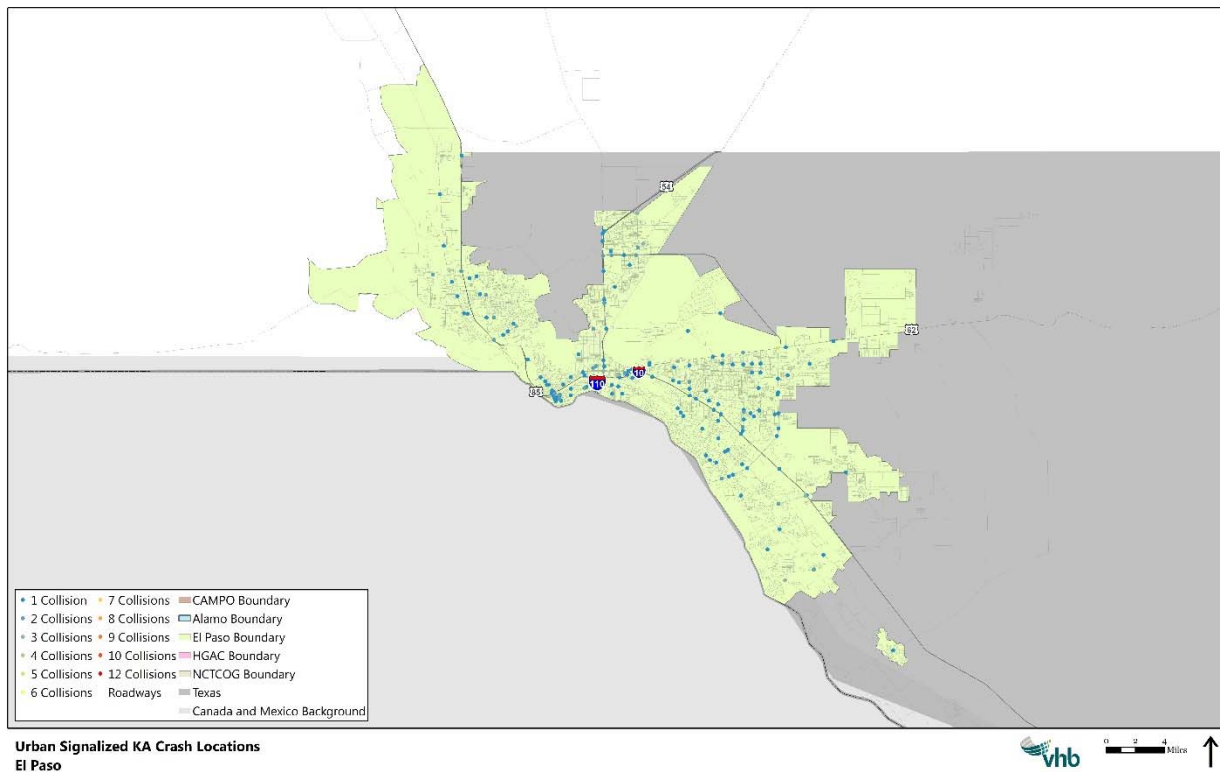 54
62
110
10
85
1 Collision
2 Collisions
3 Collisions
4 Collisions
5 Collisions
6 Collisions
7 Collisions
8 Collisions
9 Collisions
10 Collisions
12 Collisions
Roadways
CAMPO Boundary
Alamo Boundary
El Paso Boundary
HGAC Boundary
NCTCOG Boundary
Texas
Canada and Mexico Background
Urban Signalized KA Crash Locations
El Paso
vhb
0 2 4
Miles